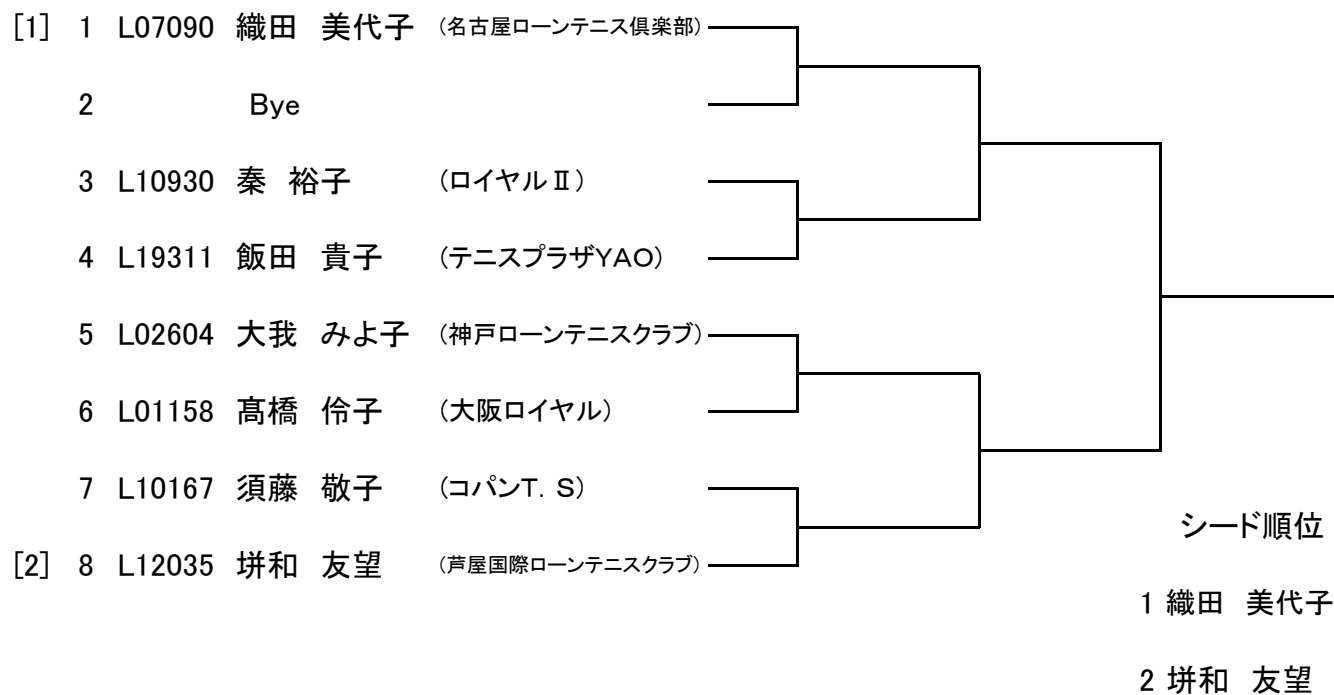 [1] 1 L07090 織田 美代子 (名古屋ローンテニス倶楽部)
2 Bye
3 L10930 秦 裕子 (ロイヤルⅡ)
4 L19311 飯田 貴子 (テニスプラザYAO)
5 L02604 大我 みよ子 (神戸ローンテニスクラブ)
6 L01158 髙橋 伶子 (大阪ロイヤル)
7 L10167 須藤 敬子 (コパンT．S)
[2] 8 L12035 垪和 友望 (芦屋国際ローンテニスクラブ)
シード順位
1 織田 美代子
2 垪和 友望